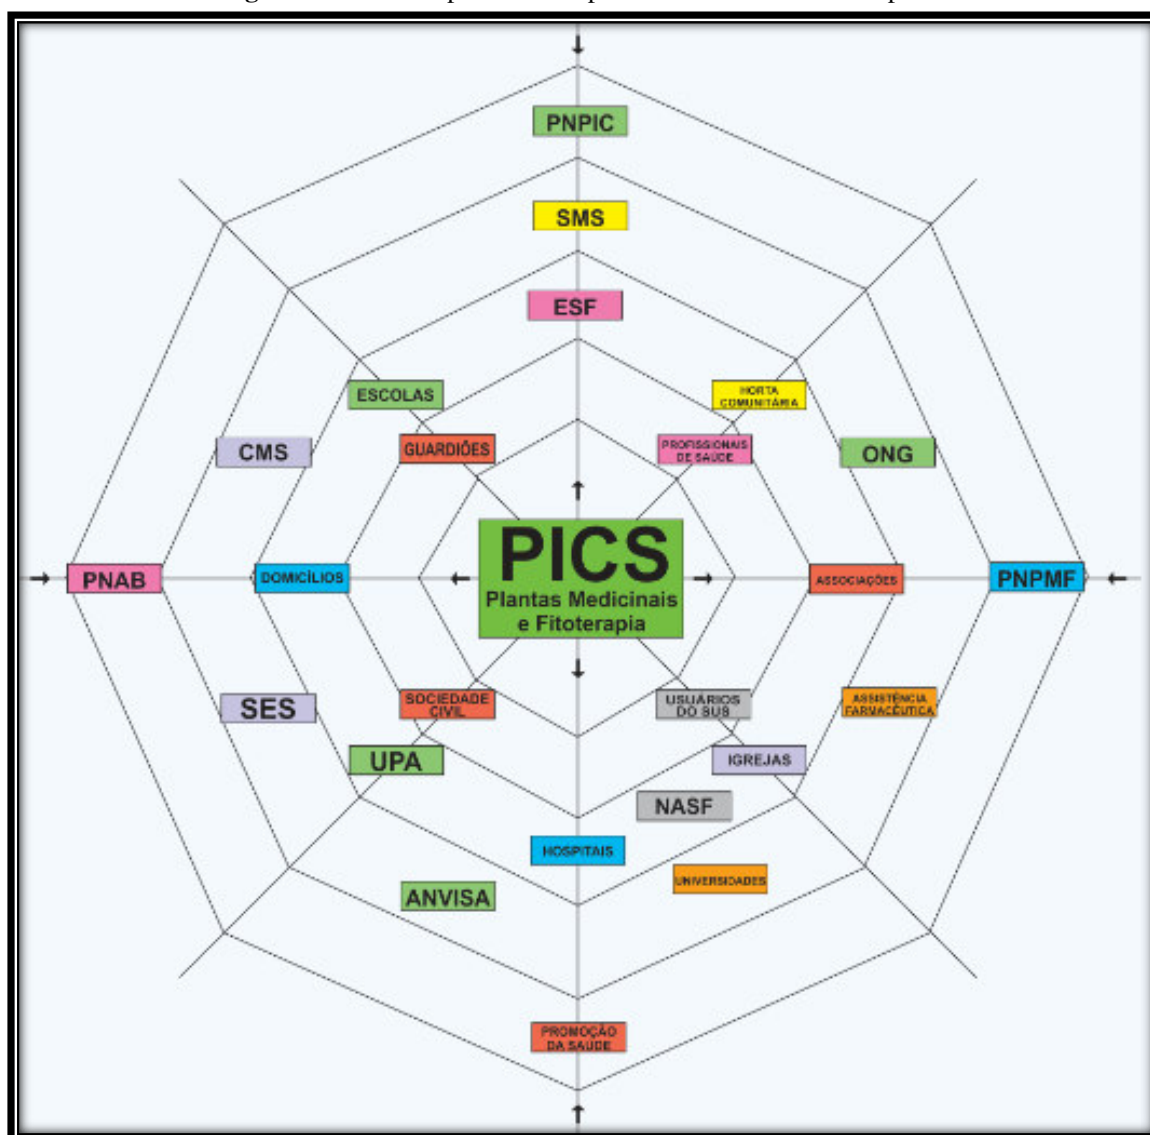 PNPIC
SMS
ESF
ESCOLAS
HORTA
COMUNITÁRIA
GUARDIÕES
PROFISSIONAIS
DE SAÚDE
CMS
ONG
PICS
Plantas Medicinais
e Fitoterapia
PNAB
DOMICÍLIOS
ASSOCIAÇÕES
PNPMF
SES
SOCIEDADE
CIVIL
USUÁRIOS
DO SUS
ASSISTÊNCIA
FARMACÊUTICA
UPA
IGREJAS
NASF
HOSPITAIS
UNIVERSIDADES
ANVISA
PROMOÇÃO
DA SAÚDE